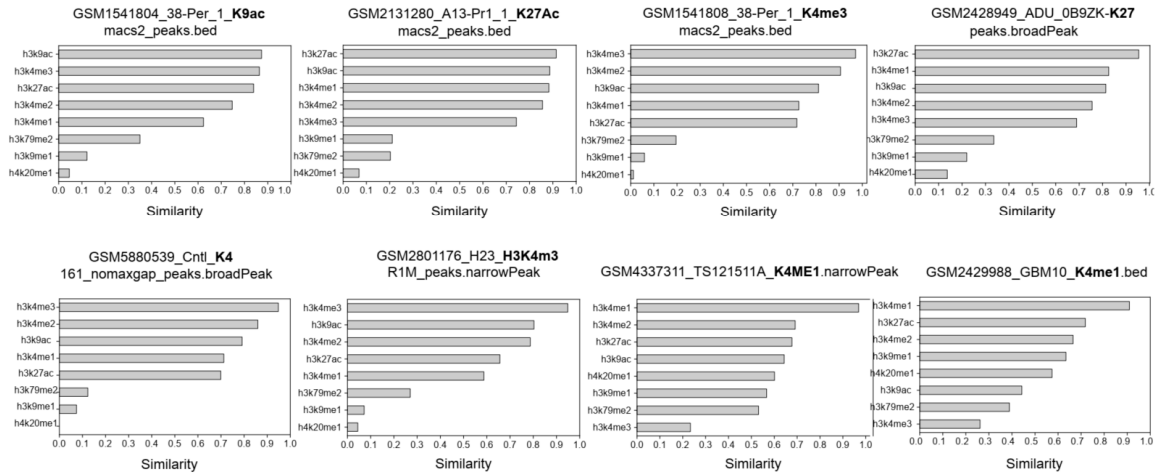 GSM1541804_38-Per_1_K9ac
macs2_peaks.bed
h3k9ac
h3k4me3
h3k27ac
h3k4me2
h3k4me1
h3k79me2
h3k9me1
h4k20me1
0.0 0.1 0.2 0.3 0.4 0.5 0.6 0.7 0.8 0.9 1.0
Similarity
GSM2131280_A13-Pr1_1_K27Ac
macs2_peaks.bed
h3k27ac
h3k9ac
h3k4me1
h3k4me2
h3k4me3
h3k9me1
h3k79me2
h4k20me1
0.0 0.1 0.2 0.3 0.4 0.5 0.6 0.7 0.8 0.9 1.0
Similarity
GSM1541808_38-Per_1_K4me3
macs2_peaks.bed
h3k4me3
h3k4me2
h3k9ac
h3k4me1
h3k27ac
h3k79me2
h3k9me1
h4k20me1
0.0 0.1 0.2 0.3 0.4 0.5 0.6 0.7 0.8 0.9 1.0
Similarity
GSM2428949_ADU_0B9ZK-K27
peaks.broadPeak
h3k27ac
h3k4me1
h3k9ac
h3k4me2
h3k4me3
h3k79me2
h3k9me1
h4k20me1
0.0 0.1 0.2 0.3 0.4 0.5 0.6 0.7 0.8 0.9 1.0
Similarity
GSM5880539_Cntl_K4
161_nomaxgap_peaks.broadPeak
h3k4me3
h3k4me2
h3k9ac
h3k4me1
h3k27ac
h3k79me2
h3k9me1
h4k20me1
0.0 0.1 0.2 0.3 0.4 0.5 0.6 0.7 0.8 0.9 1.0
Similarity
GSM2801176_H23_H3K4m3
R1M_peaks.narrowPeak
h3k4me3
h3k9ac
h3k4me2
h3k27ac
h3k4me1
h3k79me2
h3k9me1
h4k20me1
0.0 0.1 0.2 0.3 0.4 0.5 0.6 0.7 0.8 0.9 1.0
Similarity
GSM4337311_TS121511A_K4ME1.narrowPeak
h3k4me1
h3k4me2
h3k27ac
h3k9ac
h4k20me1
h3k9me1
h3k79me2
h3k4me3
0.0 0.1 0.2 0.3 0.4 0.5 0.6 0.7 0.8 0.9 1.0
Similarity
GSM2429988_GBM10_K4me1.bed
h3k4me1
h3k27ac
h3k4me2
h3k9me1
h4k20me1
h3k9ac
h3k79me2
h3k4me3
0.0 0.1 0.2 0.3 0.4 0.5 0.6 0.7 0.8 0.9 1.0
Similarity